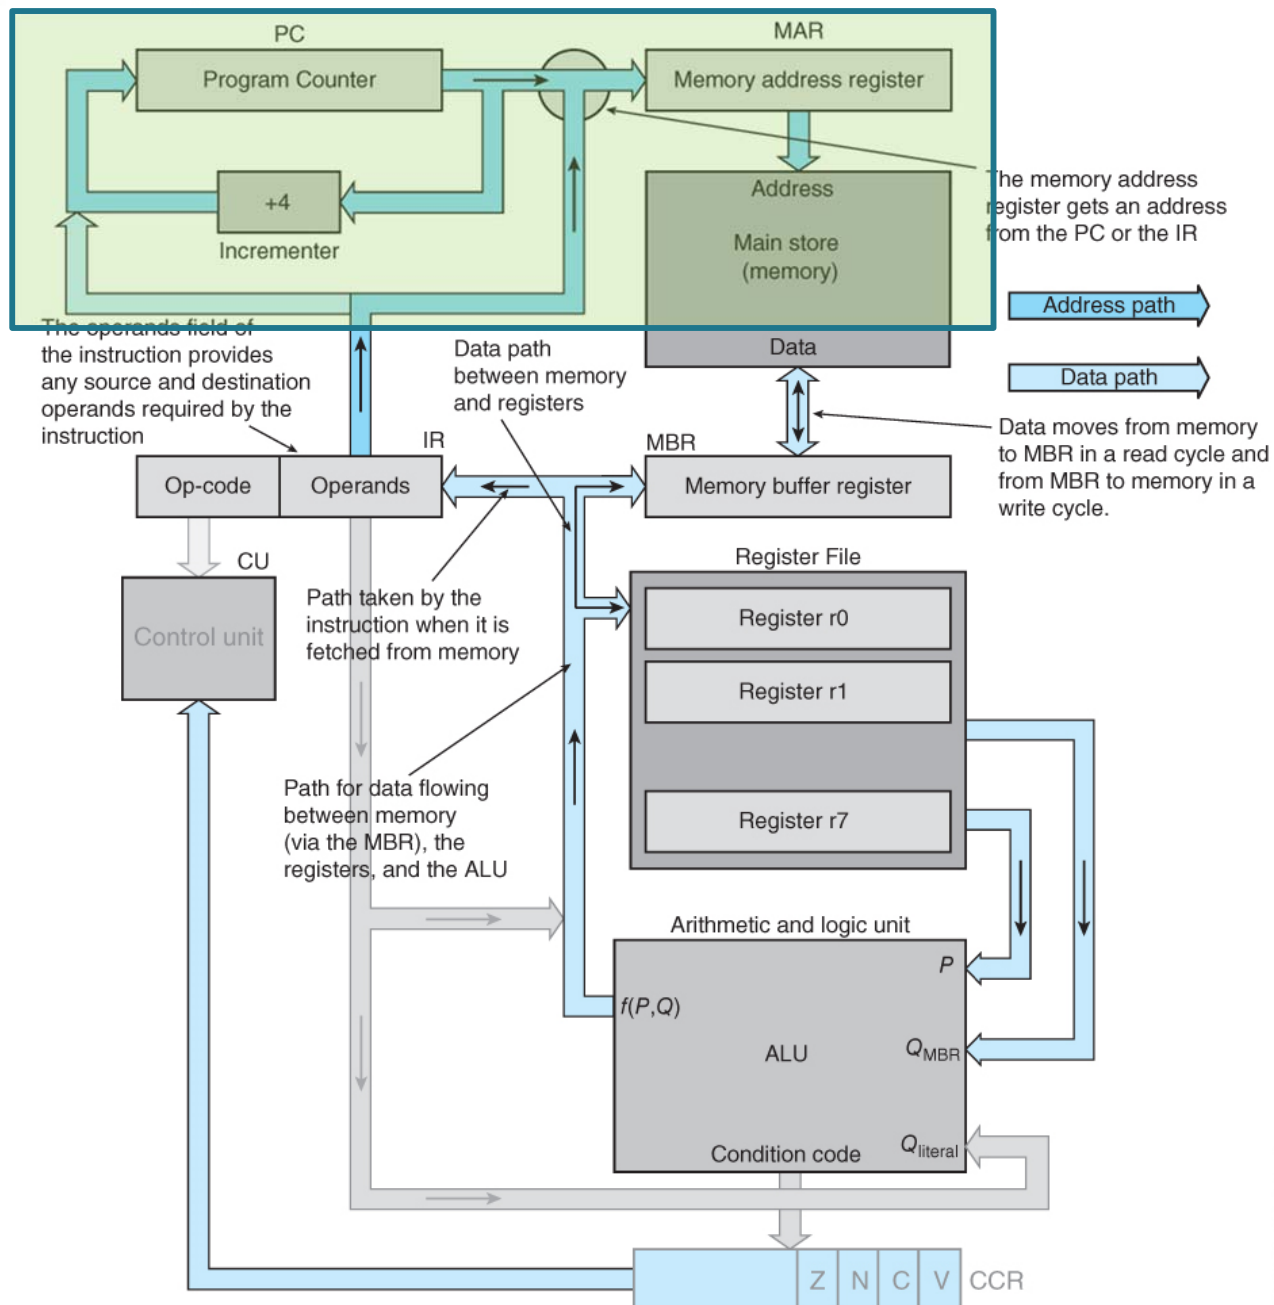 PC
MAR
Program Counter
Memory address register
+4
Incrementer
Address
Main store
(memory)
The memory address
register gets an address
from the PC or the IR
Address path
Data path
The operands field of
the instruction provides
any source and destination
operands required by the
instruction
Data path
between memory
and registers
Data
Data moves from memory
to MBR in a read cycle and
from MBR to memory in a
write cycle.
IR
MBR
Op-code
Operands
Memory buffer register
CU
Control unit
Path taken by the
instruction when it is
fetched from memory
Register File
Register r0
Register r1
Register r7
Path for data flowing
between memory
(via the MBR), the
registers, and the ALU
Arithmetic and logic unit
P
f(P,Q)
ALU
QMBR
Qliteral
Condition code
Z N C V CCR